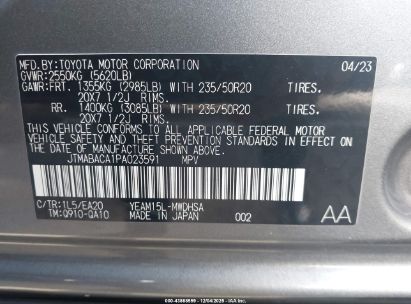 MFD.BY:TOYOTA MOTOR CORPORATION 04/23
GVWR:2550KG (5620LB)
GAWR:FRT. 1355KG (2985LB) WITH 235/50R20 TIRES.
20X7 1/2J RIMS.
RR. 1400KG (3085LB) WITH 235/50R20 TIRES.
20X7 1/2J RIMS.
THIS VEHICLE CONFORMS TO ALL APPLICABLE FEDERAL MOTOR
VEHICLE SAFETY AND THEFT PREVENTION STANDARDS IN EFFECT
ON THE DATE OF MANUFACTURE SHOWN ABOVE.
JTMABACA1PA023591 MPV
C/TR:1L5/EA20 YEAM15L-MWDHSA
TM:Q910-QA10 MADE IN JAPAN 002 AA